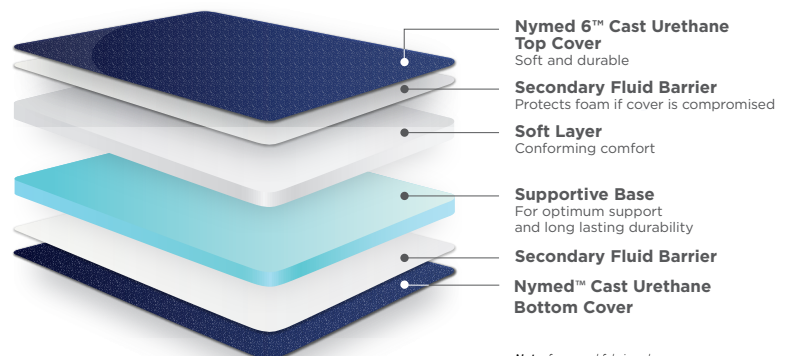 Nymed 6™ Cast Urethane
Top Cover
Soft and durable
Secondary Fluid Barrier
Protects foam if cover is compromised
Soft Layer
Conforming comfort
Supportive Base
For optimum support
and long lasting durability
Secondary Fluid Barrier
Nymed™ Cast Urethane
Bottom Cover